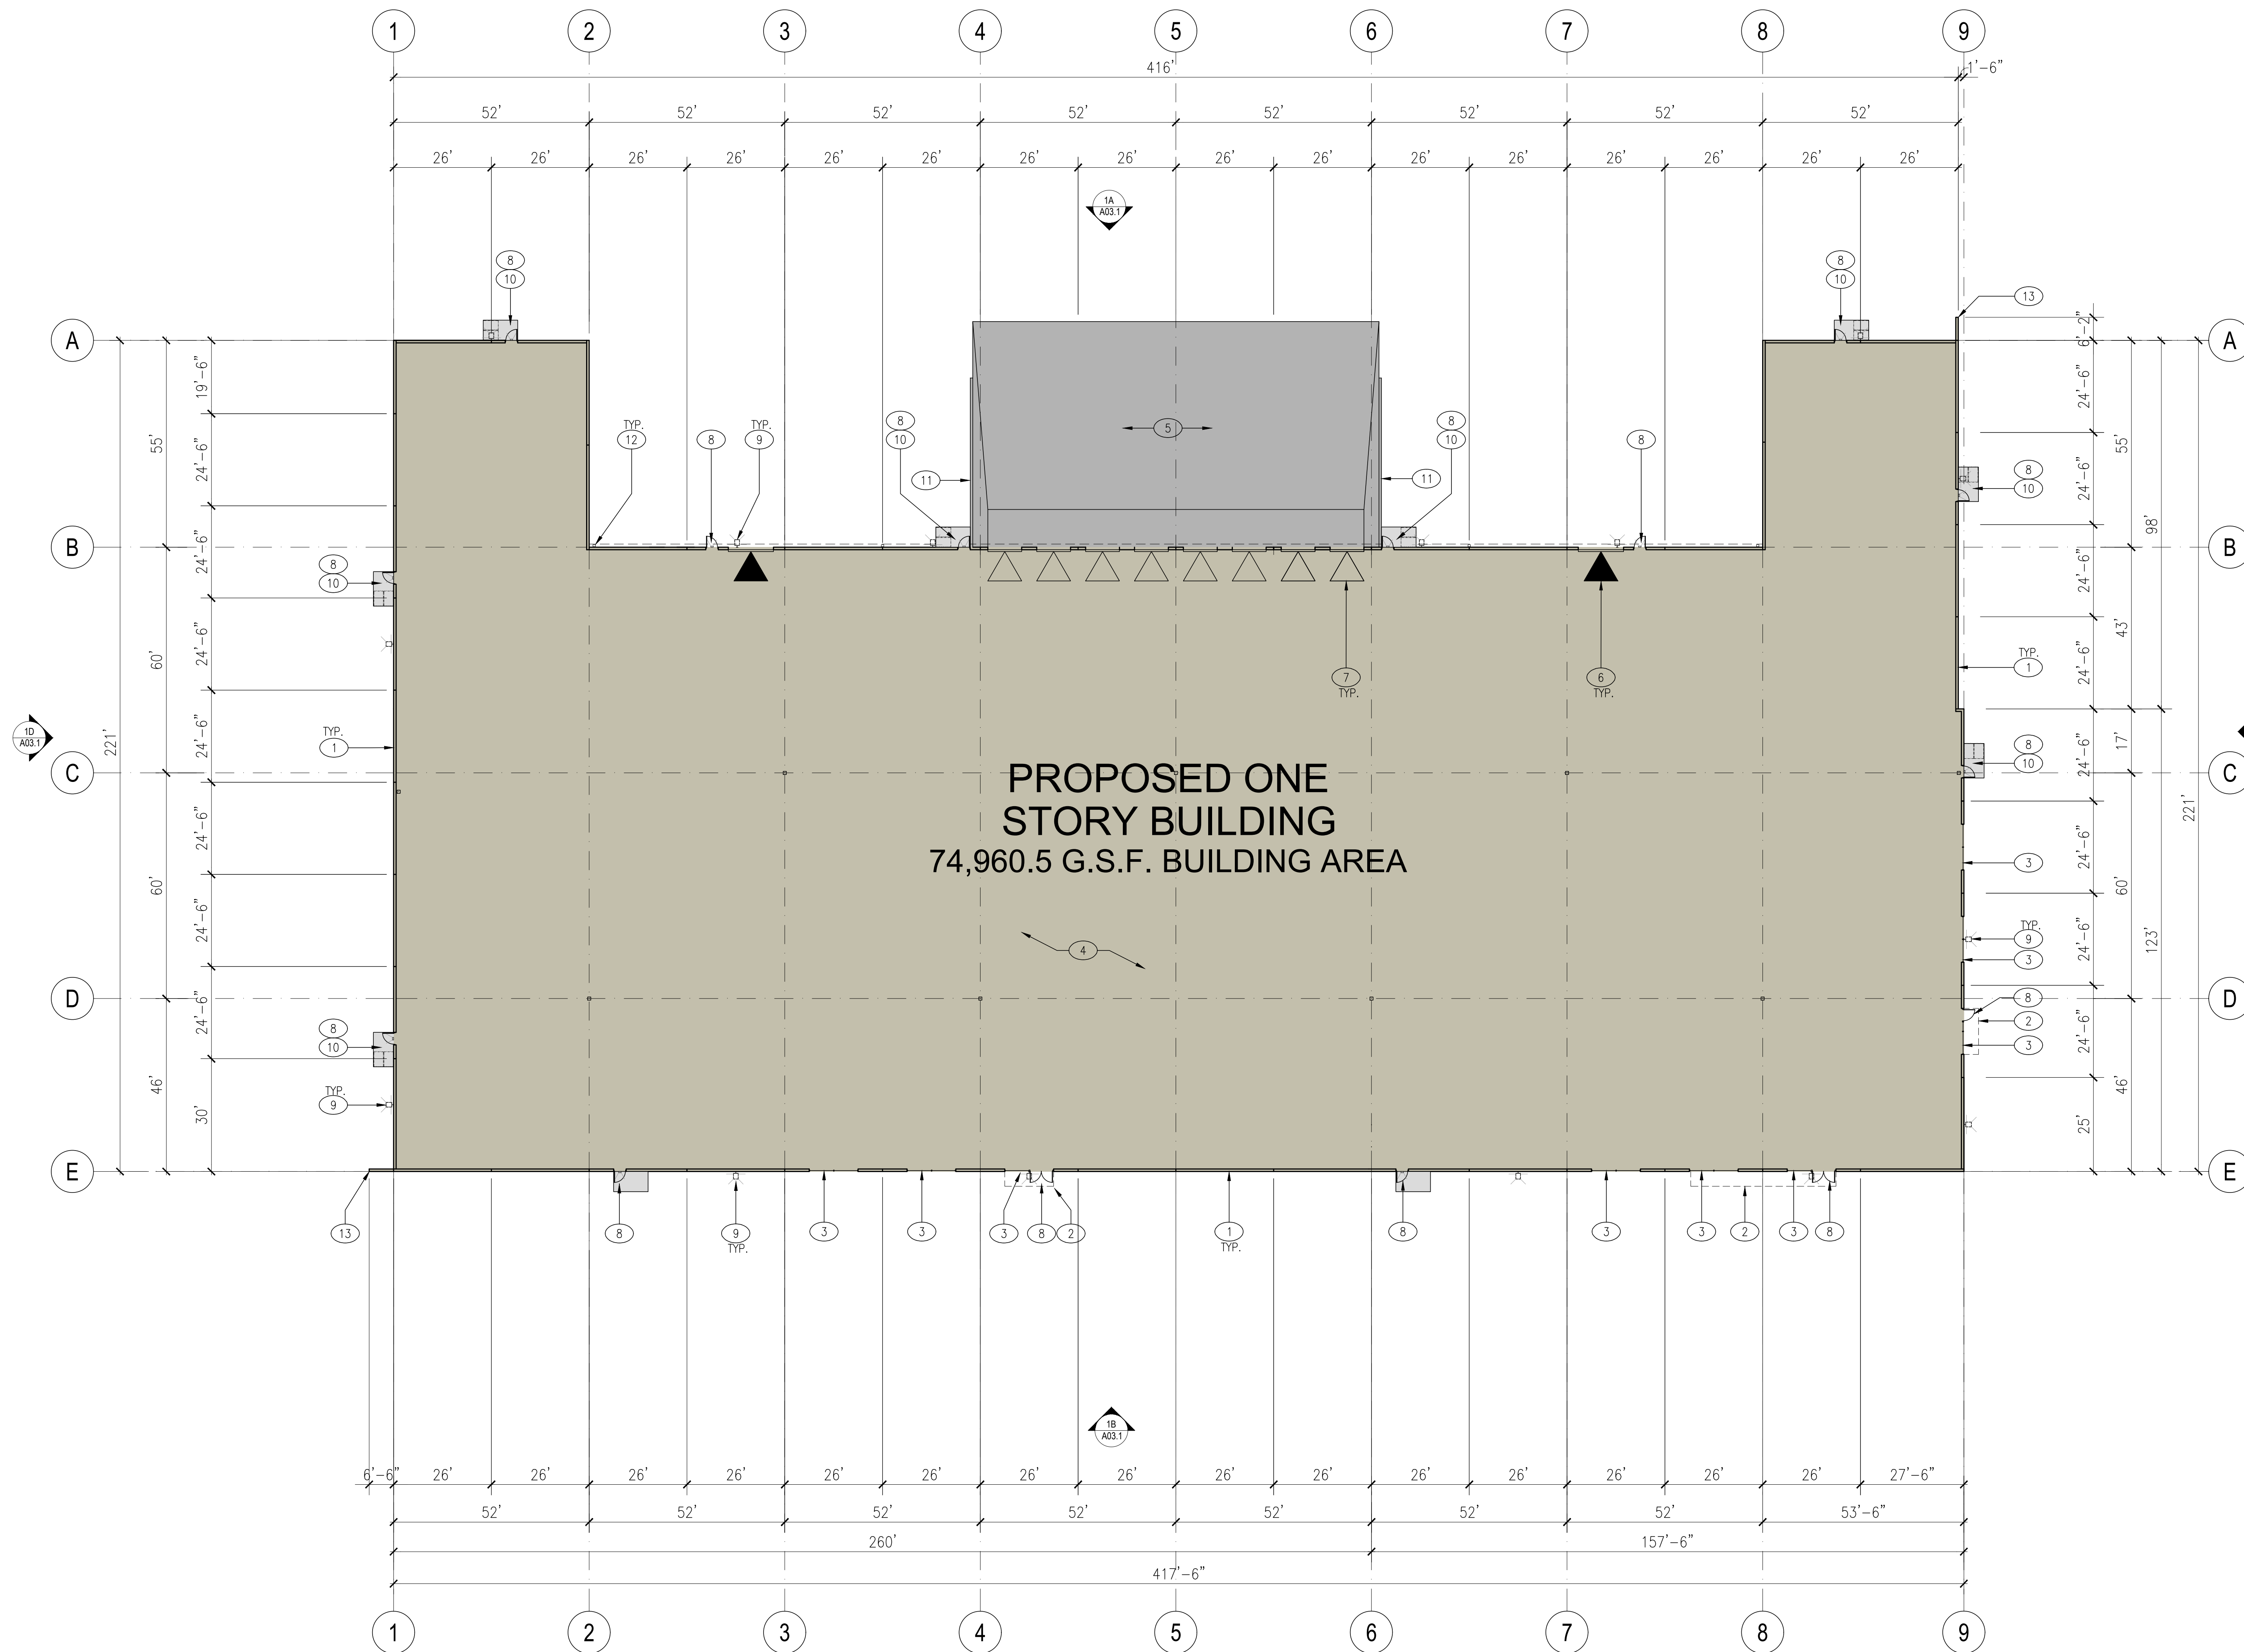 1 2 3 4 5 6 7 8 9
416' 1'-6"
52' 52' 52' 52' 52' 52' 52' 52'
26' 26' 26' 26' 26' 26' 26' 26' 26' 26' 26' 26' 26' 26' 26' 26'
1A
A03.1
8
10
8
10
13
A
A
6'-2"
19'-6"
24'-6"
55'
24'-6"
55'
24'-6"
98'
TYP.
12
8
TYP.
9
8
10
5
8
10
8
8
10
11
11
24'-6"
B
B
24'-6"
8
10
24'-6"
24'-6"
43'
60'
24'-6"
7
TYP.
6
TYP.
TYP.
1
1D
A03.1
221'
24'-6"
TYP.
1
17'
24'-6"
8
10
C
C
PROPOSED ONE
STORY BUILDING
74,960.5 G.S.F. BUILDING AREA
221'
24'-6"
24'-6"
3
60'
60'
24'-6"
4
24'-6"
123'
TYP.
9
3
D
D
24'-6"
8
10
24'-6"
8
2
3
46'
30'
TYP.
9
46'
25'
E
E
13
8
9
TYP.
3
3
3
8
2
1
TYP.
8
3
3
2
3
8
1B
A03.1
6'-6" 26' 26' 26' 26' 26' 26' 26' 26' 26' 26' 26' 26' 26' 26' 26' 27'-6"
52' 52' 52' 52' 52' 52' 52' 53'-6"
260' 157'-6"
417'-6"
1 2 3 4 5 6 7 8 9